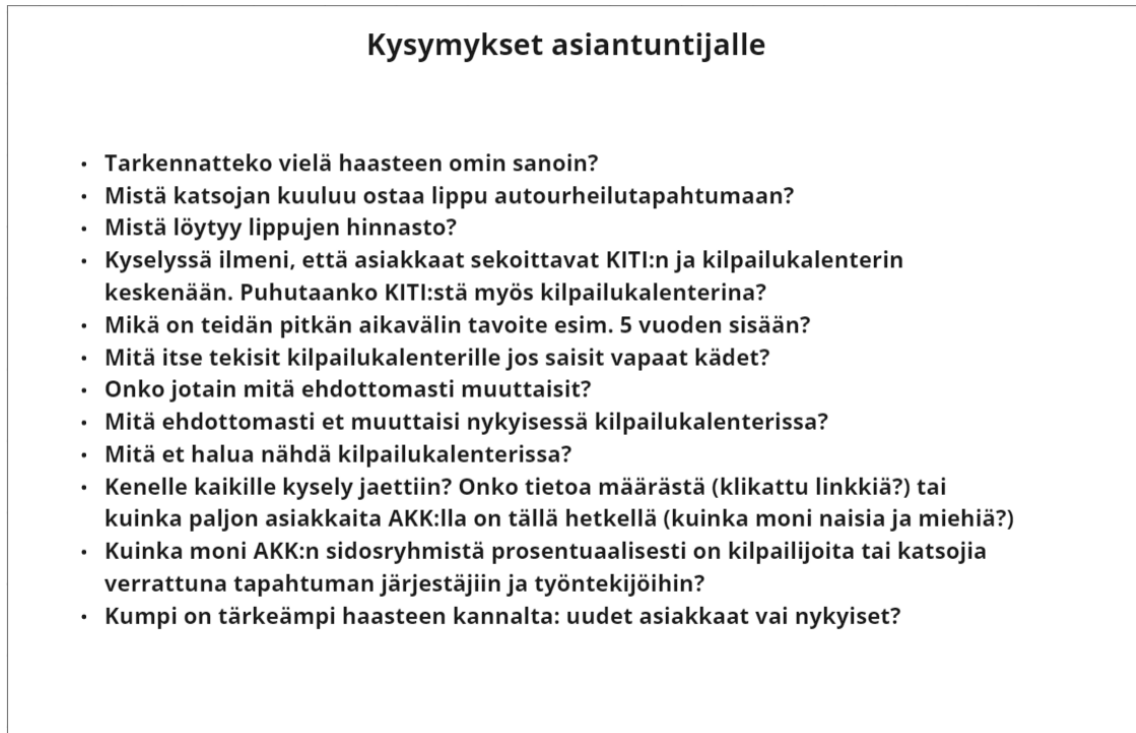 Kysymykset asiantuntijalle
• Tarkennatteko vielä haasteen omin sanoin?
• Mistä katsojan kuuluu ostaa lippu autourheilutapahtumaan?
• Mistä löytyy lippujen hinnasto?
• Kyselyssä ilmeni, että asiakkaat sekoittavat KITI:n ja kilpailukalenterin
keskenään. Puhutaanko KITI:stä myös kilpailukalenterina?
• Mikä on teidän pitkän aikavälin tavoite esim. 5 vuoden sisään?
• Mitä itse tekisit kilpailukalenterille jos saisit vapaat kädet?
• Onko jotain mitä ehdottomasti muuttaisit?
• Mitä ehdottomasti et muuttaisi nykyisessä kilpailukalenterissa?
• Mitä et halua nähdä kilpailukalenterissa?
• Kenelle kaikille kysely jaettiin? Onko tietoa määrästä (klikattu linkkiä?) tai
kuinka paljon asiakkaita AKK:lla on tällä hetkellä (kuinka moni naisia ja miehiä?)
• Kuinka moni AKK:n sidosryhmistä prosentuaalisesti on kilpailijoita tai katsojia
verrattuna tapahtuman järjestäjiin ja työntekijöihin?
• Kumpi on tärkeämpi haasteen kannalta: uudet asiakkaat vai nykyiset?